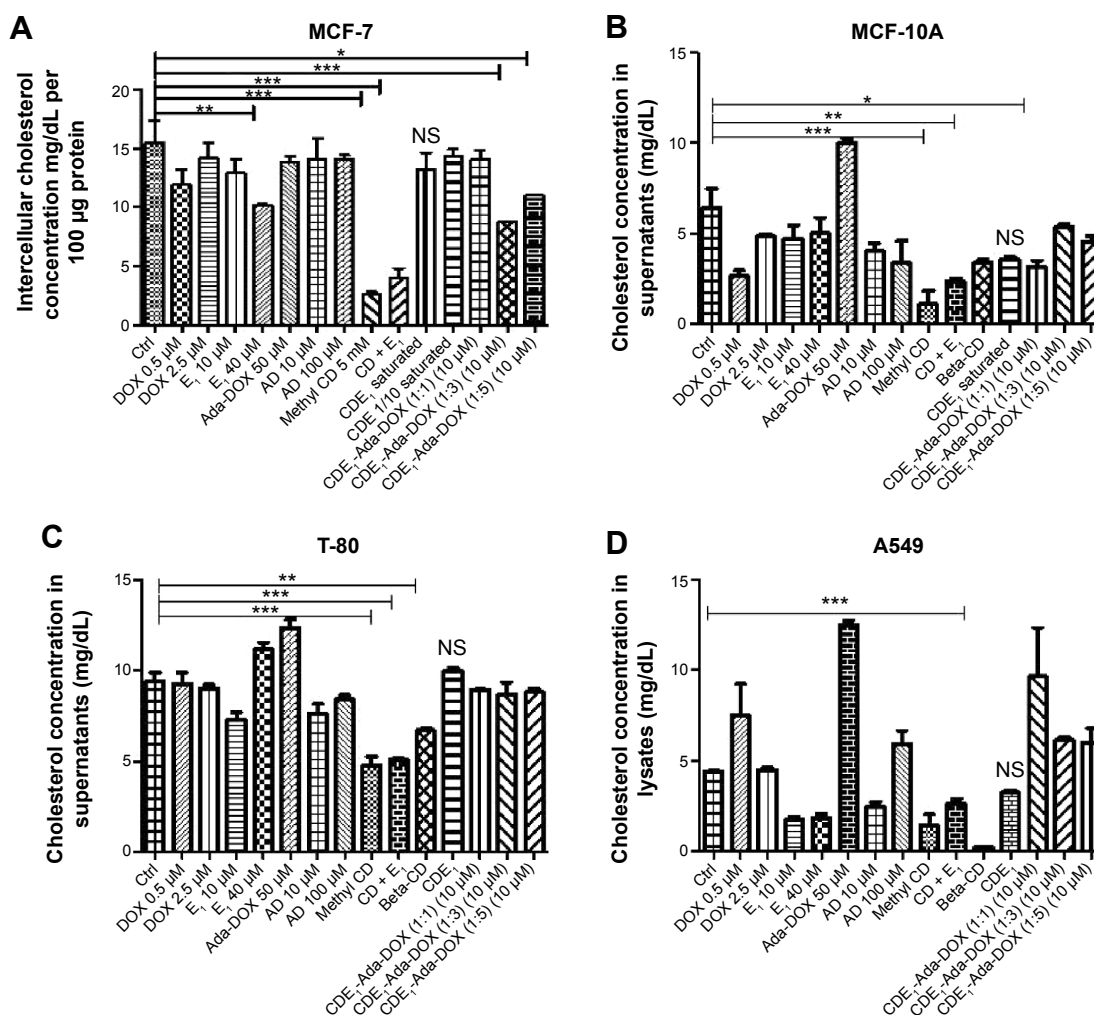 A
MCF-7
Intercellular cholesterol
concentration mg/dL per
100 µg protein
20
15
10
5
0
*
***
***
***
**
NS
Ctrl
DOX 0.5 µM
DOX 2.5 µM
E₁ 10 µM
E₁ 40 µM
Ada-DOX 50 µM
AD 10 µM
AD 100 µM
Methyl CD 5 mM
CD + E₁
CDE₁ saturated
CDE 1/10 saturated
CDE₁-Ada-DOX (1:1) (10 µM)
CDE₁-Ada-DOX (1:3) (10 µM)
CDE₁-Ada-DOX (1:5) (10 µM)
B
MCF-10A
Cholesterol concentration in
supernatants (mg/dL)
15
10
5
0
*
**
***
NS
Ctrl
DOX 0.5 µM
DOX 2.5 µM
E₁ 10 µM
E₁ 40 µM
Ada-DOX 50 µM
AD 10 µM
AD 100 µM
Methyl CD
CD + E₁
Beta-CD
CDE₁ saturated
CDE₁-Ada-DOX (1:1) (10 µM)
CDE₁-Ada-DOX (1:3) (10 µM)
CDE₁-Ada-DOX (1:5) (10 µM)
C
T-80
Cholesterol concentration in
supernatants (mg/dL)
15
10
5
0
**
***
***
NS
Ctrl
DOX 0.5 µM
DOX 2.5 µM
E₁ 10 µM
E₁ 40 µM
Ada-DOX 50 µM
AD 10 µM
AD 100 µM
Methyl CD
CD + E₁
Beta-CD
CDE₁
CDE₁-Ada-DOX (1:1) (10 µM)
CDE₁-Ada-DOX (1:3) (10 µM)
CDE₁-Ada-DOX (1:5) (10 µM)
D
A549
Cholesterol concentration in
lysates (mg/dL)
15
10
5
0
***
NS
Ctrl
DOX 0.5 µM
DOX 2.5 µM
E₁ 10 µM
E₁ 40 µM
Ada-DOX 50 µM
AD 10 µM
AD 100 µM
Methyl CD
CD + E₁
Beta-CD
CDE₁
CDE₁-Ada-DOX (1:1) (10 µM)
CDE₁-Ada-DOX (1:3) (10 µM)
CDE₁-Ada-DOX (1:5) (10 µM)